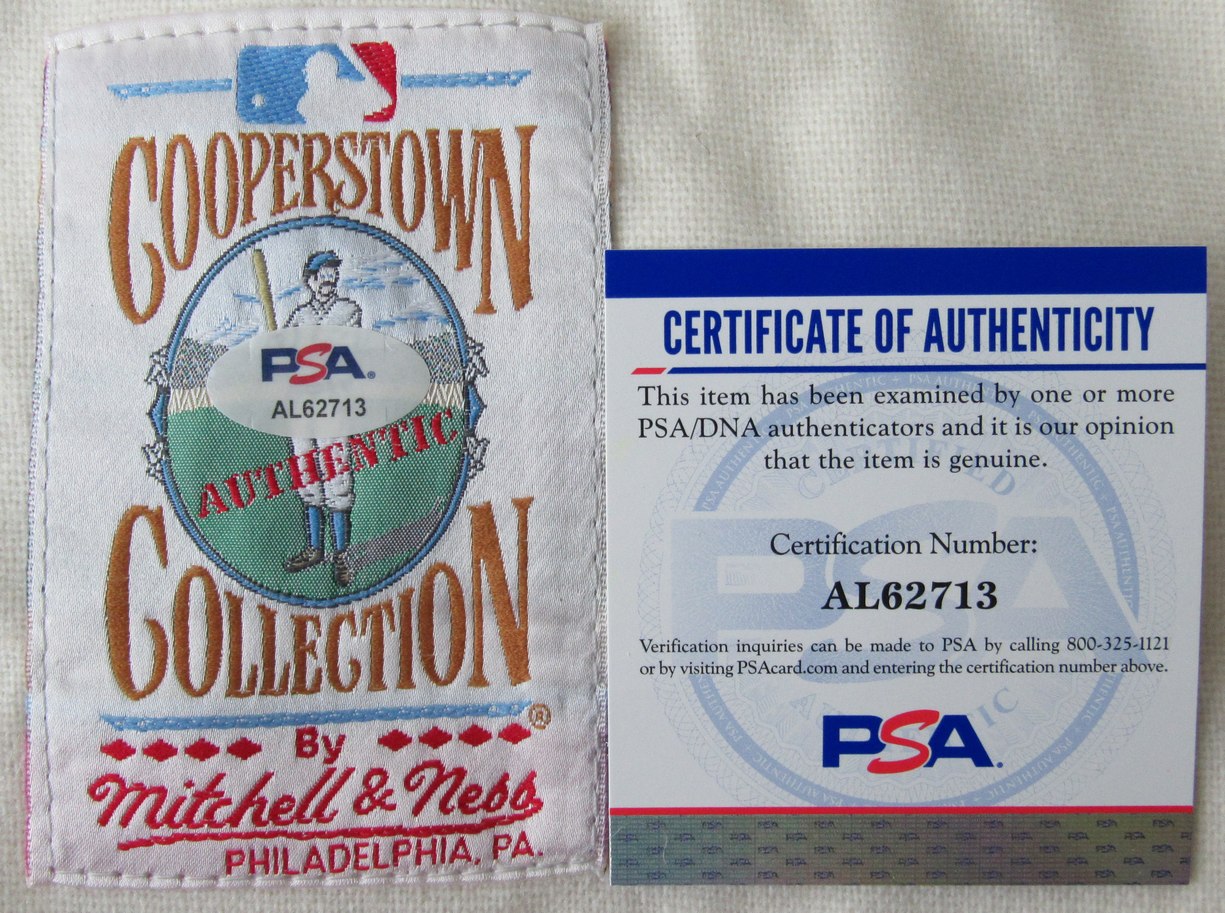 COOPERSTOWN
PSA.
AL62713
AUTHENTIC
COLLECTION
®
By
Mitchell & Ness
PHILADELPHIA, PA.
CERTIFICATE OF AUTHENTICITY
This item has been examined by one or more
PSA/DNA authenticators and it is our opinion
that the item is genuine.
Certification Number:
AL62713
Verification inquiries can be made to PSA by calling 800-325-1121
or by visiting PSAcard.com and entering the certification number above.
PSA.